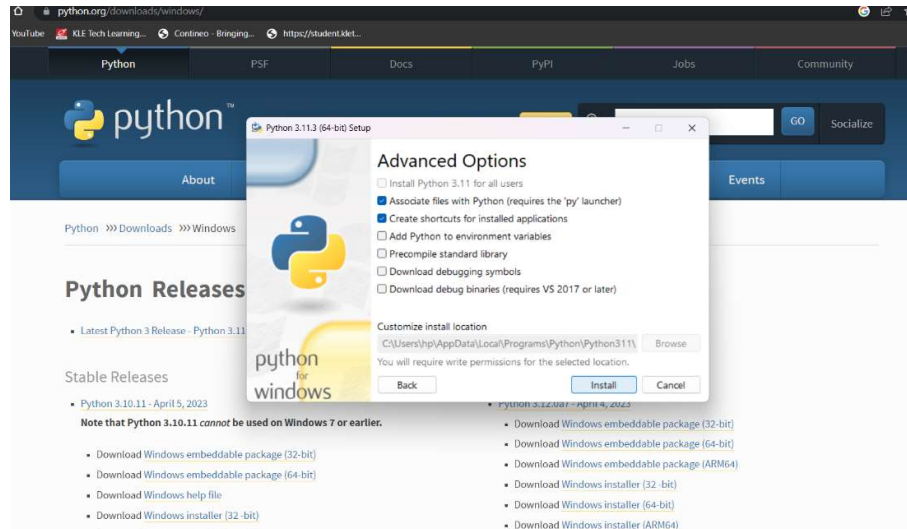 python.org/downloads/windows/
YouTube KLE Tech Learning... Contineo - Bringing... https://student.klet...
Python PSF Docs PyPI Jobs Community
python™
GO Socialize
About Events
Python >>> Downloads >>> Windows
Python Releases
Latest Python 3 Release - Python 3.11
Stable Releases
Python 3.10.11 - April 5, 2023
Note that Python 3.10.11 cannot be used on Windows 7 or earlier.
Download Windows embeddable package (32-bit)
Download Windows embeddable package (64-bit)
Download Windows help file
Download Windows installer (32 -bit)
Python 3.12.0a7 - April 4, 2023
Download Windows embeddable package (32-bit)
Download Windows embeddable package (64-bit)
Download Windows embeddable package (ARM64)
Download Windows installer (32 -bit)
Download Windows installer (64-bit)
Download Windows installer (ARM64)
Python 3.11.3 (64-bit) Setup
Advanced Options
Install Python 3.11 for all users
Associate files with Python (requires the 'py' launcher)
Create shortcuts for installed applications
Add Python to environment variables
Precompile standard library
Download debugging symbols
Download debug binaries (requires VS 2017 or later)
Customize install location
C:\Users\hp\AppData\Local\Programs\Python\Python311\ Browse
You will require write permissions for the selected location.
Back Install Cancel
python
for
windows